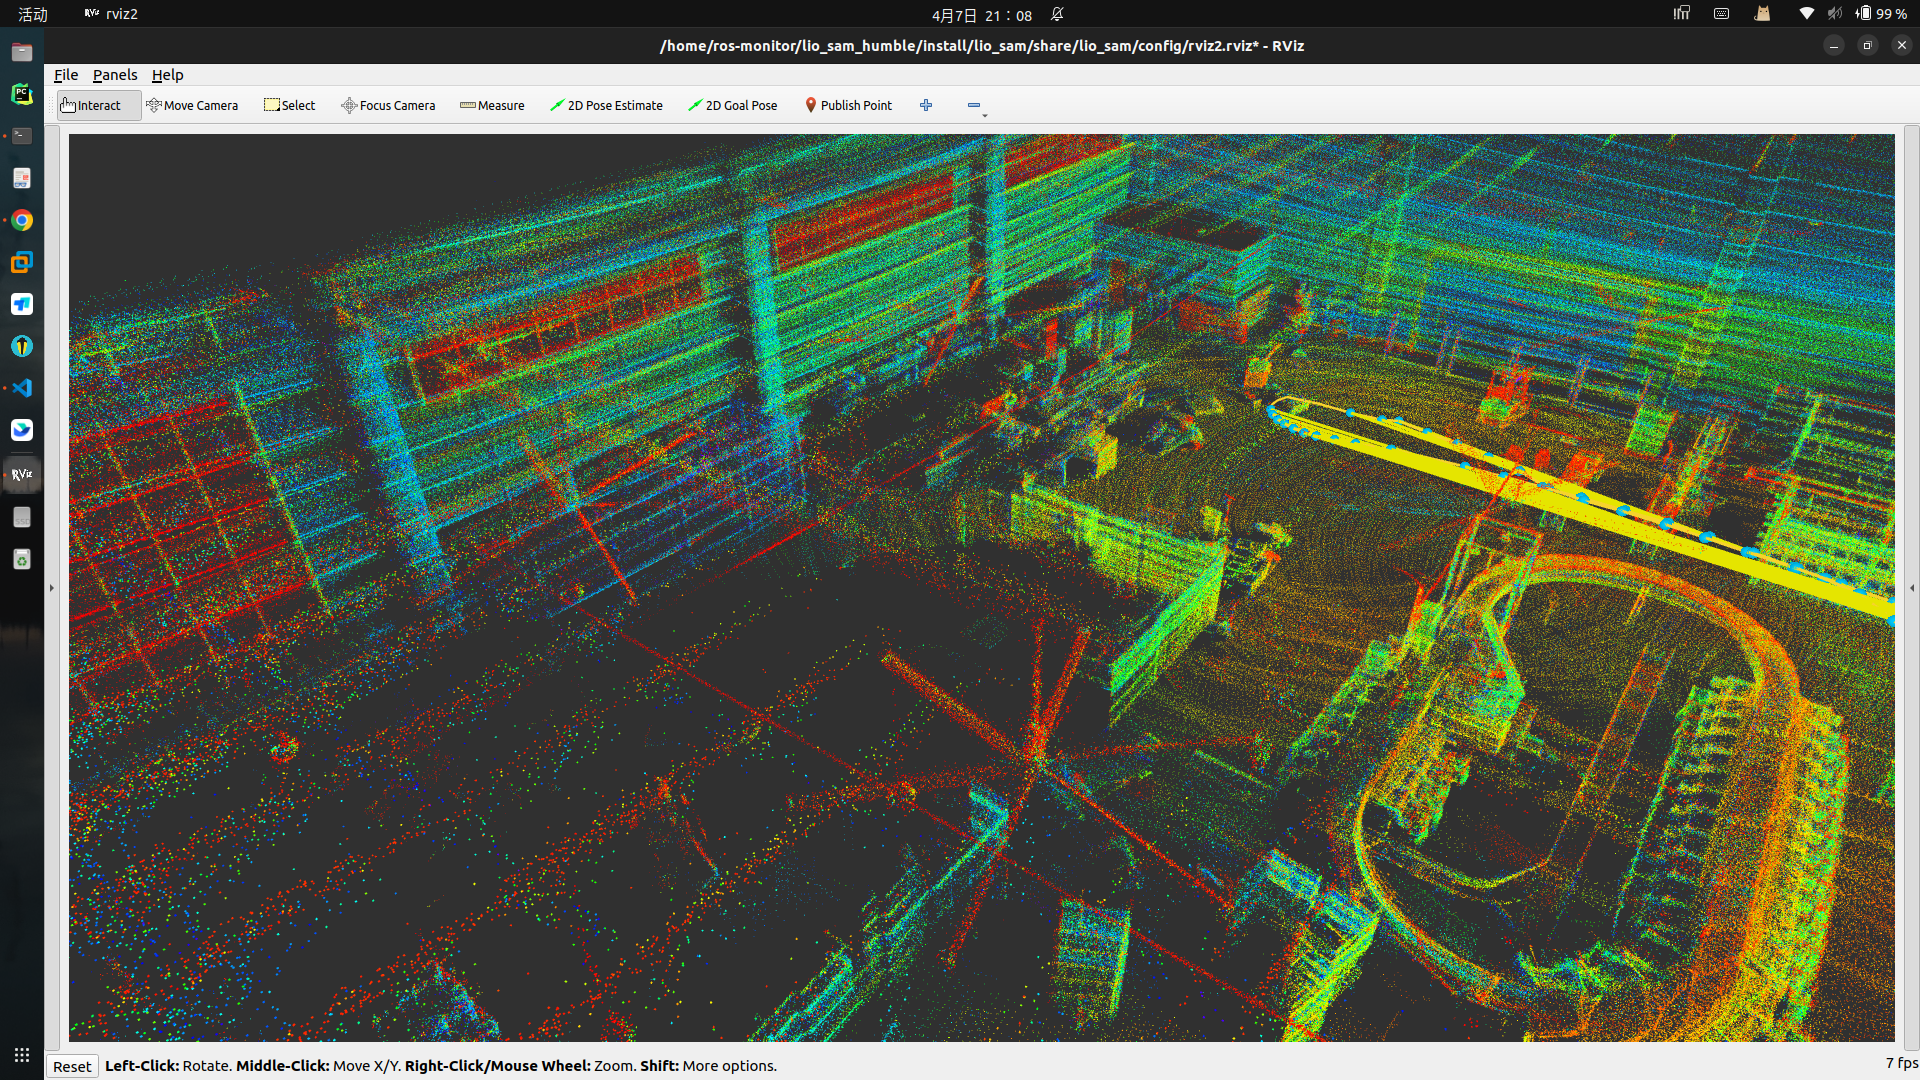 活动
rviz2
4月7日 21：08
99 %
/home/ros-monitor/lio_sam_humble/install/lio_sam/share/lio_sam/config/rviz2.rviz* - RViz
File Panels Help
Interact Move Camera Select Focus Camera Measure 2D Pose Estimate 2D Goal Pose Publish Point
PC
RViz
SSD
Reset Left-Click: Rotate. Middle-Click: Move X/Y. Right-Click/Mouse Wheel: Zoom. Shift: More options.
7 fps